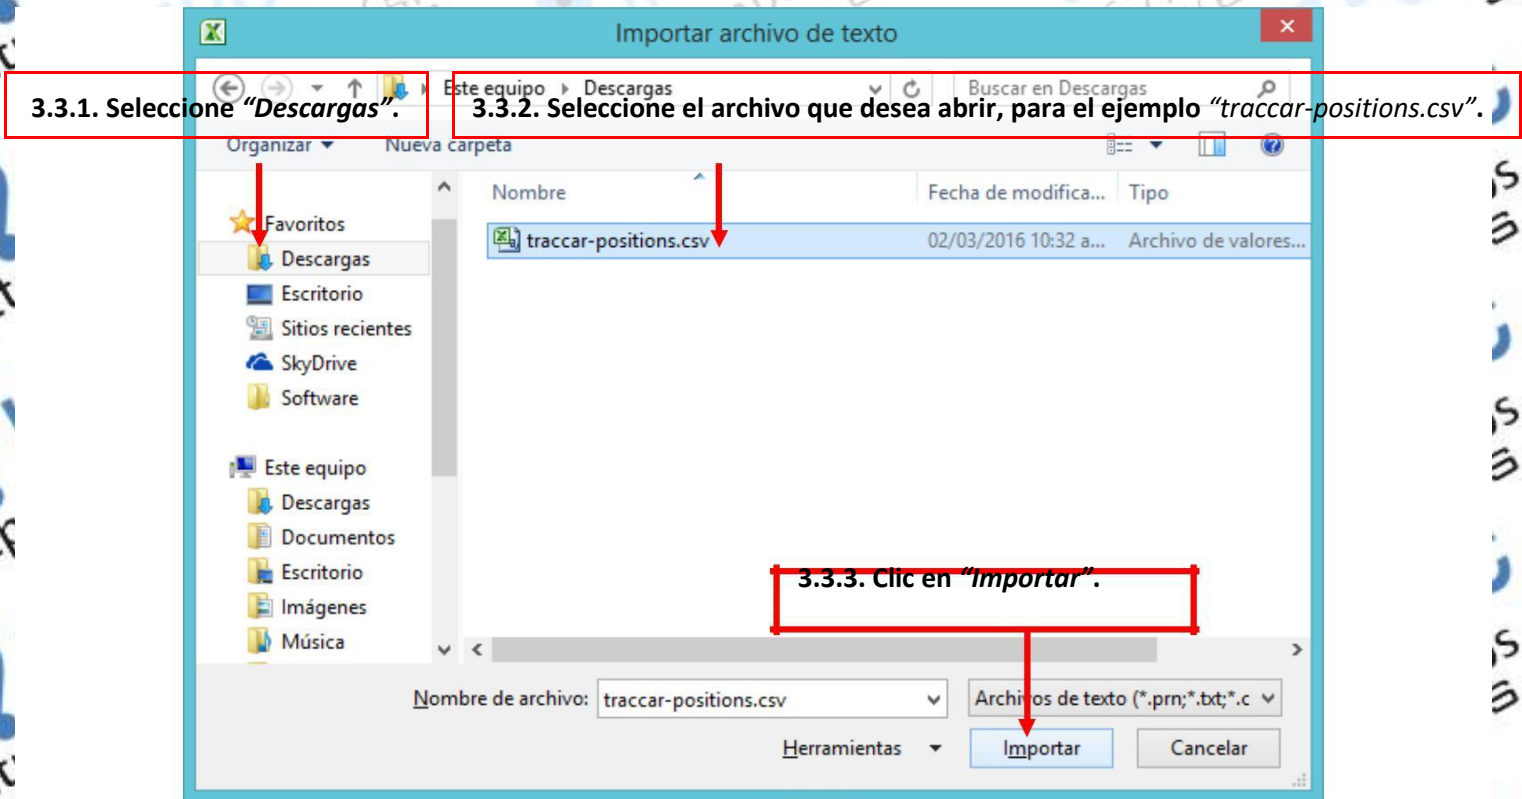 Importar archivo de texto
Este equipo Descargas
Buscar en Descargas
3.3.1. Seleccione “Descargas”.
3.3.2. Seleccione el archivo que desea abrir, para el ejemplo “traccar-positions.csv”.
Organizar
Nueva carpeta
Nombre
Fecha de modifica...
Tipo
Favoritos
traccar-positions.csv
02/03/2016 10:32 a...
Archivo de valores...
Descargas
Escritorio
Sitios recientes
SkyDrive
Software
Este equipo
Descargas
Documentos
Escritorio
Imágenes
Música
3.3.3. Clic en “Importar”.
Nombre de archivo:
traccar-positions.csv
Archivos de texto (*.prn;*.txt;*.c
Herramientas
Importar
Cancelar